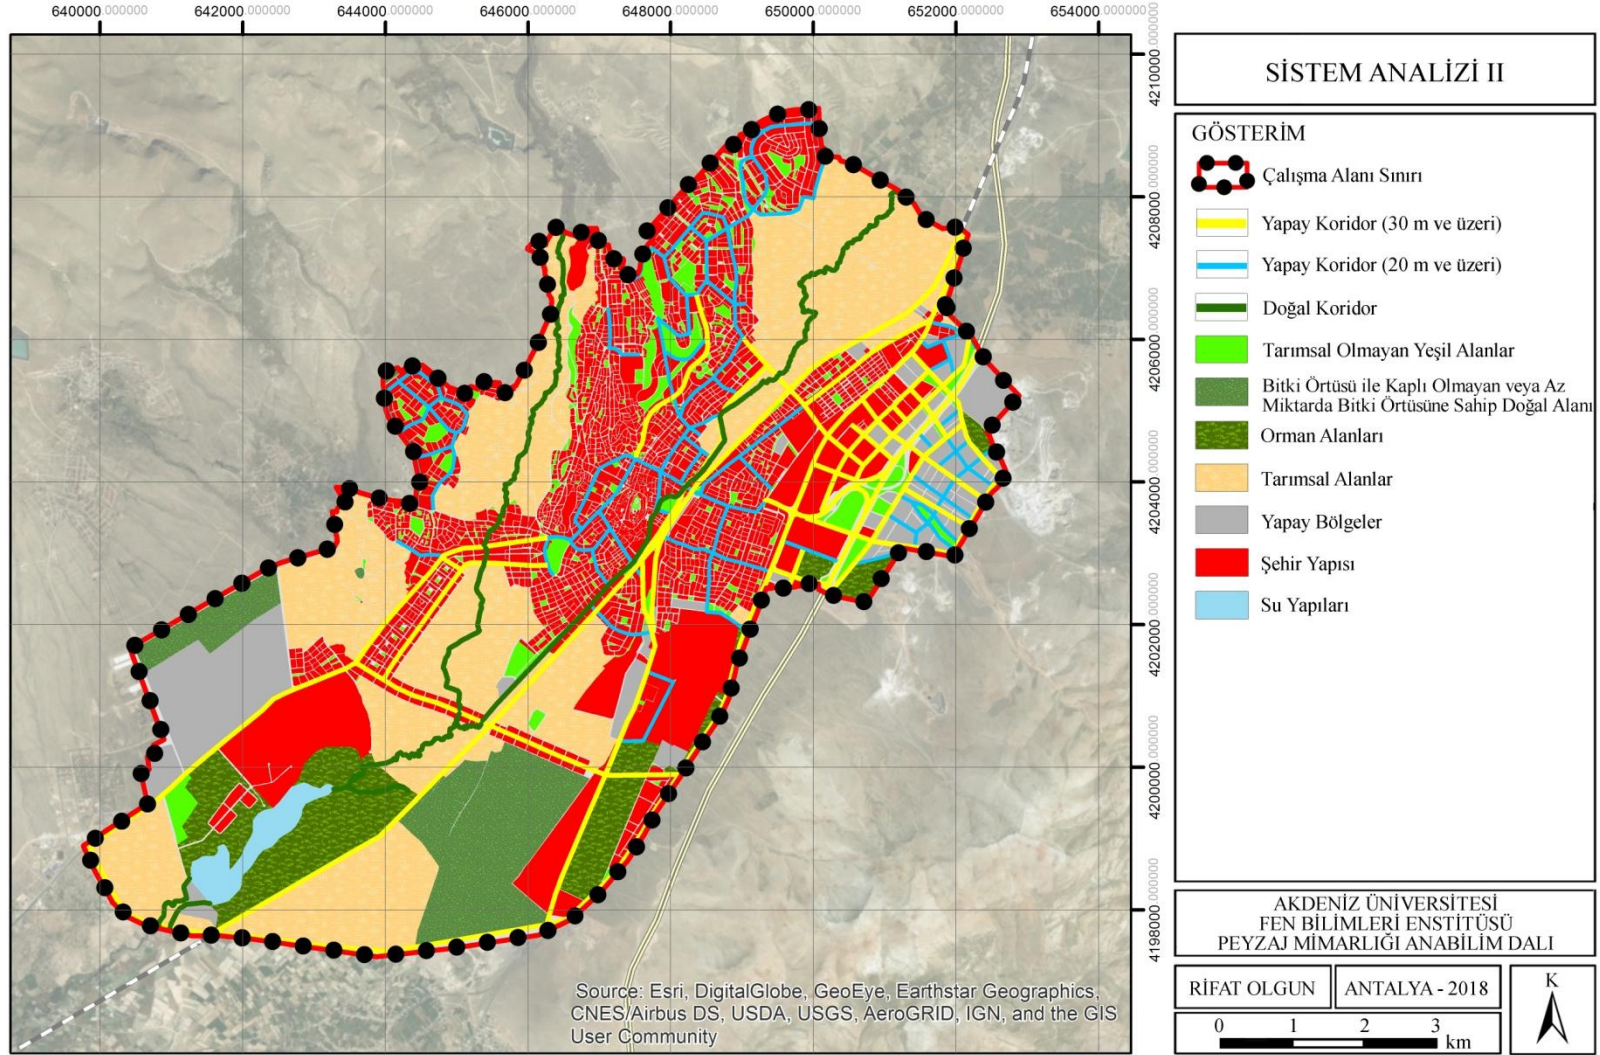 640000.000000 642000.000000 644000.000000 646000.000000 648000.000000 650000.000000 652000.000000 654000.000000
4210000.000000
4208000.000000
4206000.000000
4204000.000000
4202000.000000
4200000.000000
4198000.000000
Source: Esri, DigitalGlobe, GeoEye, Earthstar Geographics,
CNES/Airbus DS, USDA, USGS, AeroGRID, IGN, and the GIS
User Community
SİSTEM ANALİZİ II
GÖSTERİM
Çalışma Alanı Sınırı
Yapay Koridor (30 m ve üzeri)
Yapay Koridor (20 m ve üzeri)
Doğal Koridor
Tarımsal Olmayan Yeşil Alanlar
Bitki Örtüsü ile Kaplı Olmayan veya Az
Miktarda Bitki Örtüsüne Sahip Doğal Alanı
Orman Alanları
Tarımsal Alanlar
Yapay Bölgeler
Şehir Yapısı
Su Yapıları
AKDENİZ ÜNİVERSİTESİ
FEN BİLİMLERİ ENSTİTÜSÜ
PEYZAJ MİMARLIĞI ANABİLİM DALI
RİFAT OLGUN ANTALYA - 2018
K
0 1 2 3
km